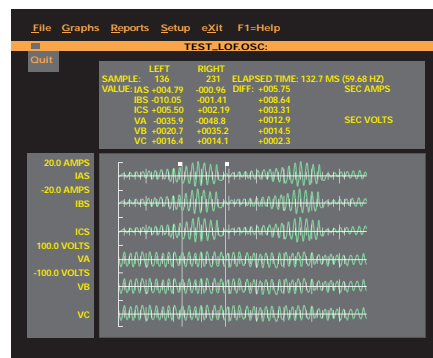 File Graphs Reports Setup eXit F1=Help
TEST_LOF.OSC:
Quit
LEFT RIGHT
SAMPLE: 136 231 ELAPSED TIME: 132.7 MS (59.68 HZ)
VALUE: IAS +004.79 -000.96 DIFF: +005.75 SEC AMPS
IBS -010.05 -001.41 +008.64
ICS +005.50 +002.19 +003.31
VA -0035.9 -0048.8 +0012.9 SEC VOLTS
VB +0020.7 +0035.2 +0014.5
VC +0016.4 +0014.1 +0002.3
20.0 AMPS
IAS
-20.0 AMPS
IBS
ICS
100.0 VOLTS
VA
-100.0 VOLTS
VB
VC